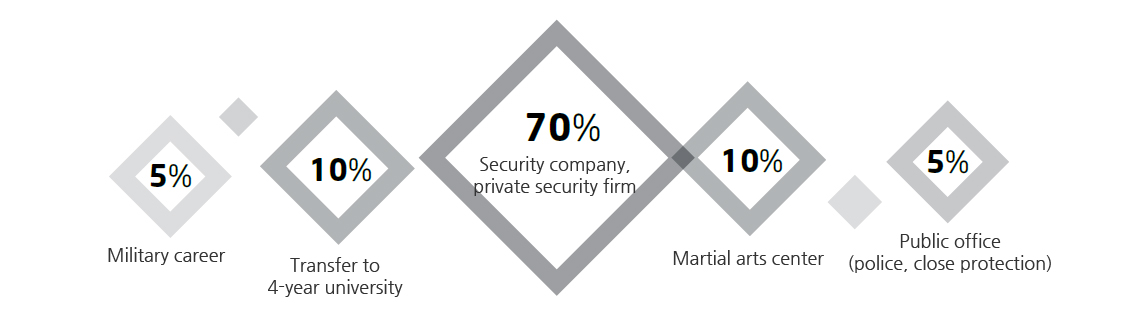 5%
Military career
10%
Transfer to
4-year university
70%
Security company,
private security firm
10%
Martial arts center
5%
Public office
(police, close protection)